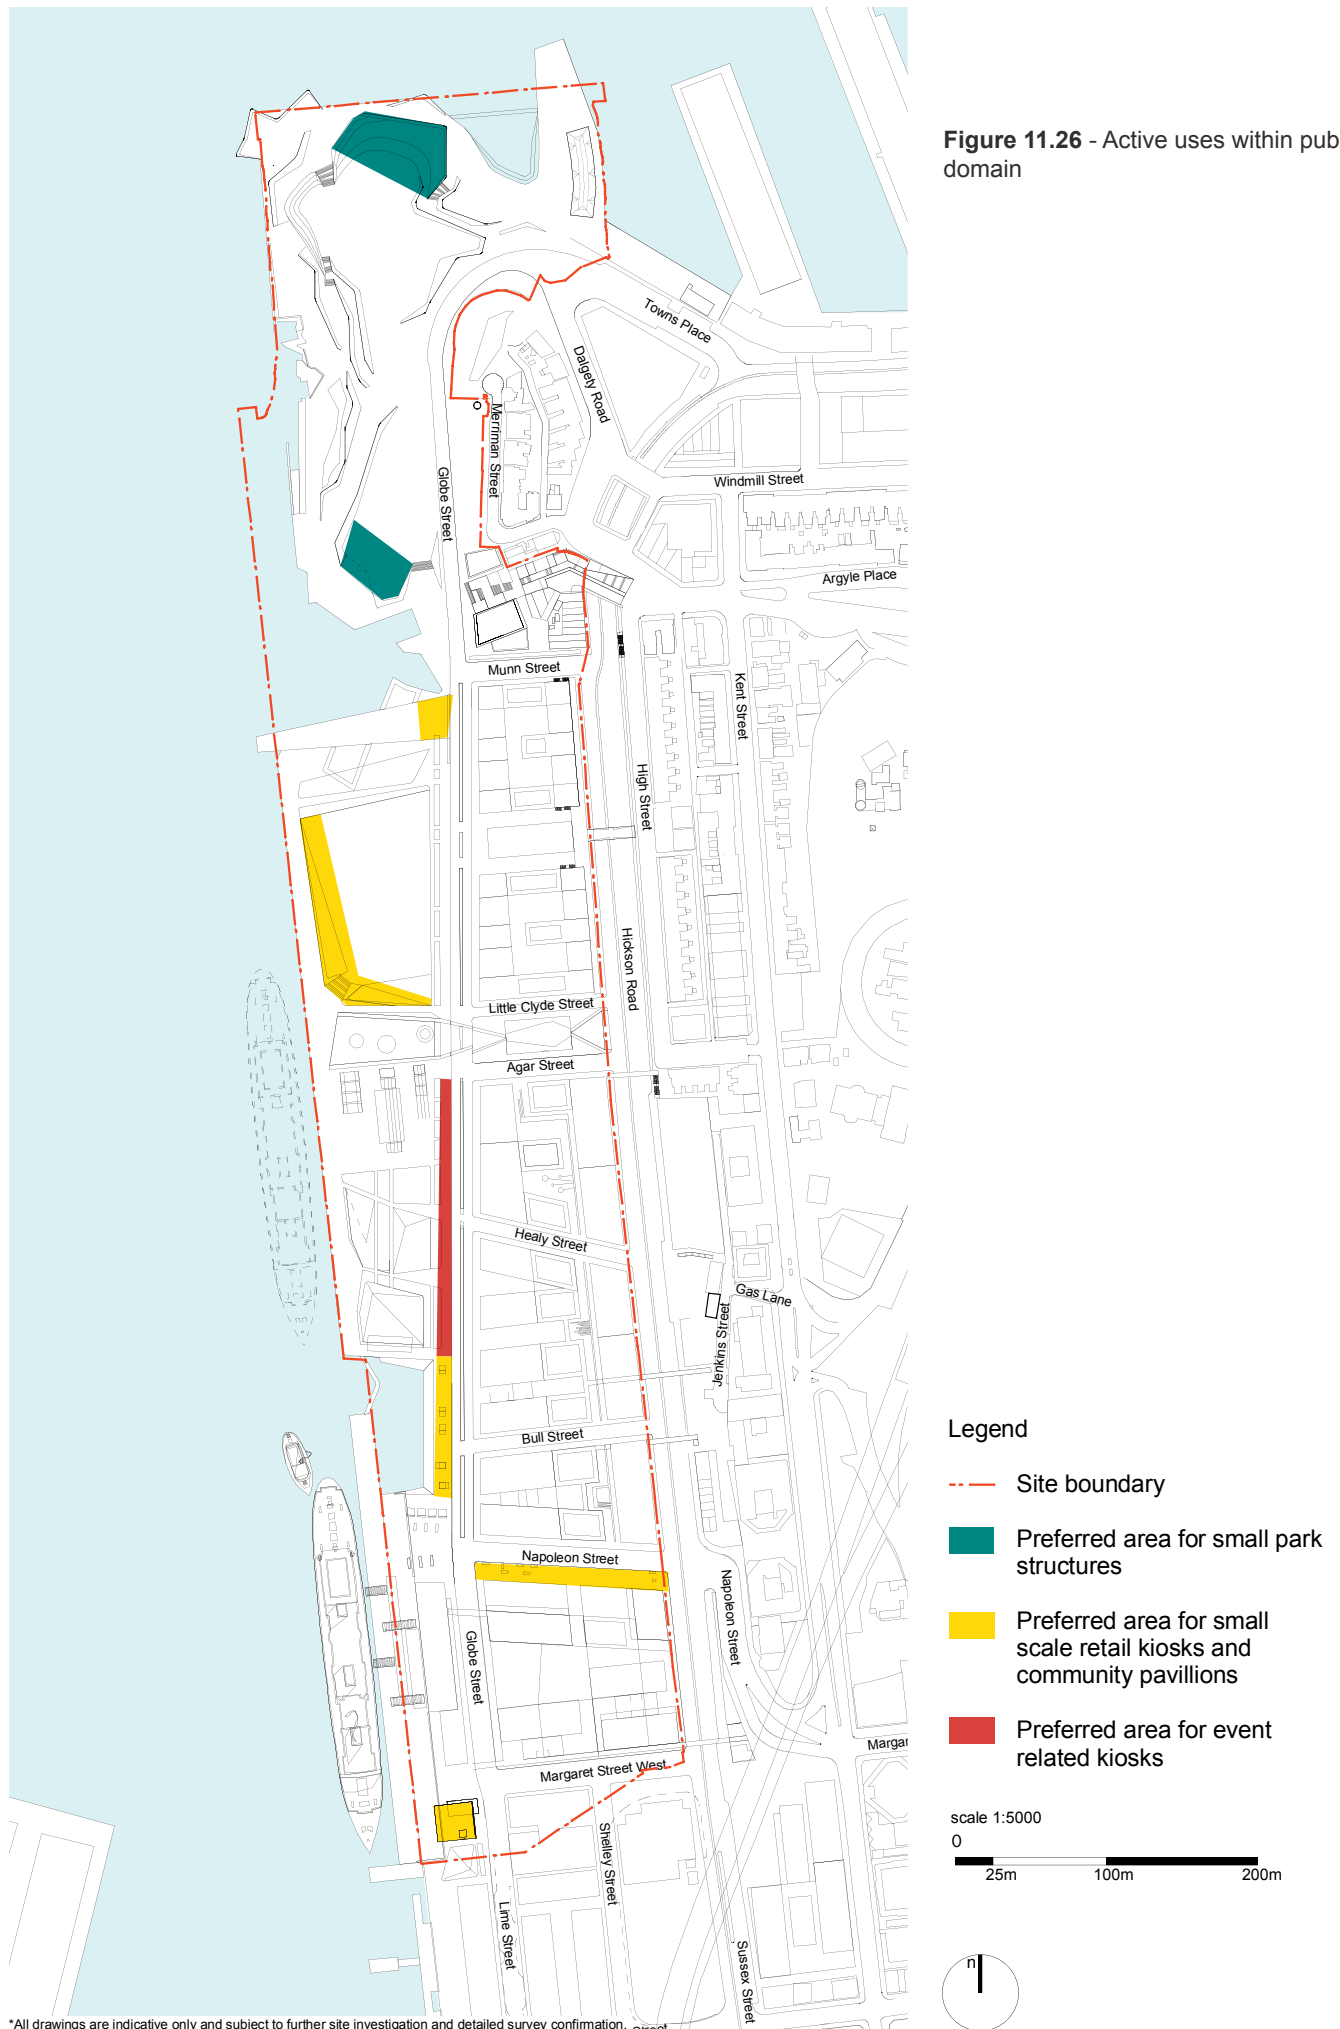 Figure 11.26 - Active uses within pub
domain
Towns Place
Dalgety Road
Merriman Street
Globe Street
Windmill Street
Argyle Place
Munn Street
Kent Street
High Street
Hickson Road
Little Clyde Street
Agar Street
Healy Street
Gas Lane
Jenkins Street
Bull Street
Napoleon Street
Napoleon Street
Globe Street
Margaret Street West
Margar
Shelley Street
Lime Street
Sussex Street
Street
Legend
Site boundary
Preferred area for small park
structures
Preferred area for small
scale retail kiosks and
community pavillions
Preferred area for event
related kiosks
scale 1:5000
0
25m 100m 200m
n
*All drawings are indicative only and subject to further site investigation and detailed survey confirmation.